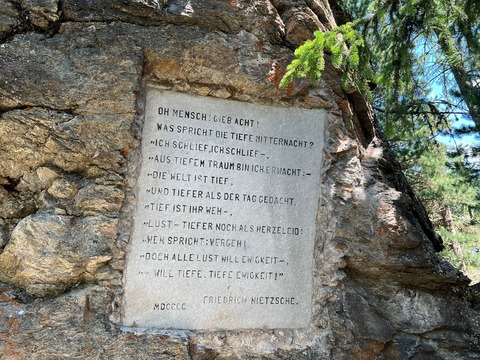 OH MENSCH! GIEB ACHT!
WAS SPRICHT DIE TIEFE MITTERNACHT?
"ICH SCHLIEF, ICH SCHLIEF –,
"AUS TIEFEM TRAUM BIN ICH ERWACHT: –
"DIE WELT IST TIEF,
"UND TIEFER ALS DER TAG GEDACHT.
"TIEF IST IHR WEH –,
"LUST – TIEFER NOCH ALS HERZELEID:
"WEH SPRICHT: VERGEH!
"DOCH ALLE LUST WILL EWIGKEIT –,
"– WILL TIEFE, TIEFE EWIGKEIT!"
FRIEDRICH NIETZSCHE.
MDCCCC